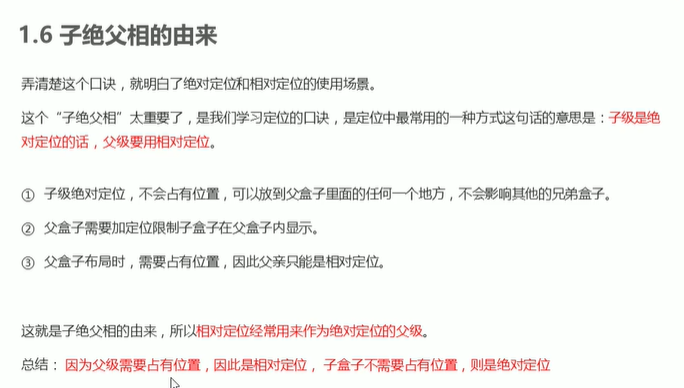 1.6 子绝父相的由来
弄清楚这个口诀，就明白了绝对定位和相对定位的使用场景。
这个“子绝父相”太重要了，是我们学习定位的口诀，是定位中最常用的一种方式这句话的意思是：子级是绝
对定位的话，父级要用相对定位。
① 子级绝对定位，不会占有位置，可以放到父盒子里面的任何一个地方，不会影响其他的兄弟盒子。
② 父盒子需要加定位限制子盒子在父盒子内显示。
③ 父盒子布局时，需要占有位置，因此父亲只能是相对定位。
这就是子绝父相的由来，所以相对定位经常用来作为绝对定位的父级。
总结：因为父级需要占有位置，因此是相对定位，子盒子不需要占有位置，则是绝对定位